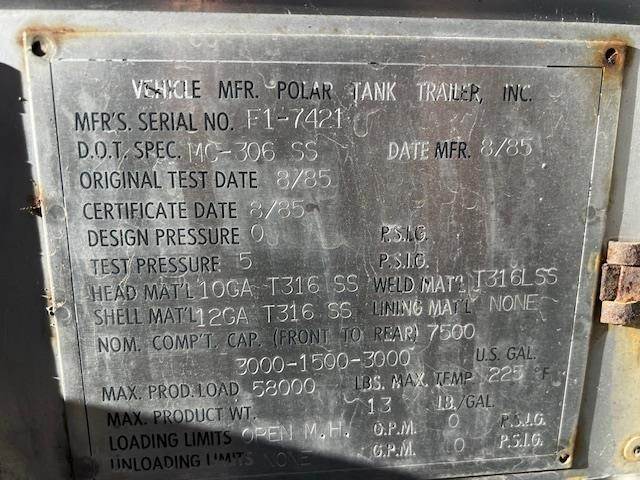 VEHICLE MFR. POLAR TANK TRAILER, INC.
MFR'S. SERIAL NO. F1-7421
D.O.T. SPEC. MC-306 SS DATE MFR. 8/85
ORIGINAL TEST DATE 8/85
CERTIFICATE DATE 8/85
DESIGN PRESSURE 0 P.S.I.G.
TEST PRESSURE 5 P.S.I.G.
HEAD MAT'L 10GA T316 SS WELD MAT'L T316LSS
SHELL MAT'L 12GA T316 SS LINING MAT'L NONE
NOM. COMP'T. CAP. (FRONT TO REAR) 7500
3000-1500-3000 U.S. GAL.
MAX. PROD. LOAD 58000 LBS. MAX. TEMP 225 °F
MAX. PRODUCT WT. 13 LB./GAL.
LOADING LIMITS OPEN M.H. G.P.M. 0 P.S.I.G.
UNLOADING LIMITS NONE G.P.M. 0 P.S.I.G.